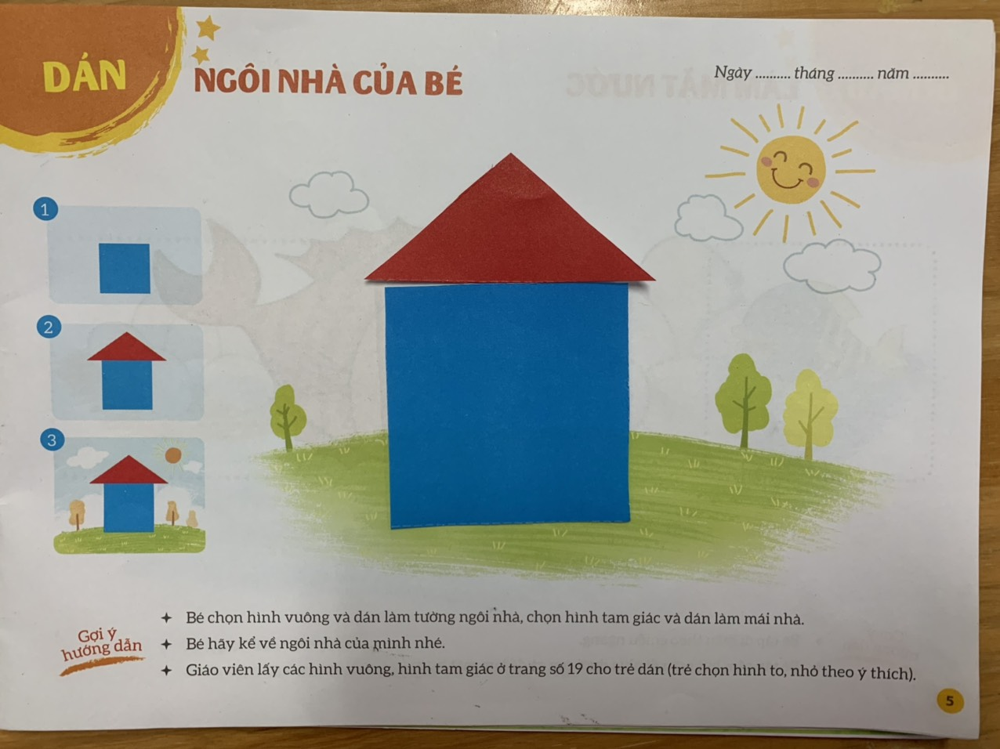 DÁN
NGÔI NHÀ CỦA BÉ
Ngày .......... tháng .......... năm ..........
1
2
3
Gợi ý
hướng dẫn
Bé chọn hình vuông và dán làm tường ngôi nhà, chọn hình tam giác và dán làm mái nhà.
Bé hãy kể về ngôi nhà của mình nhé.
Giáo viên lấy các hình vuông, hình tam giác ở trang số 19 cho trẻ dán (trẻ chọn hình to, nhỏ theo ý thích).
5